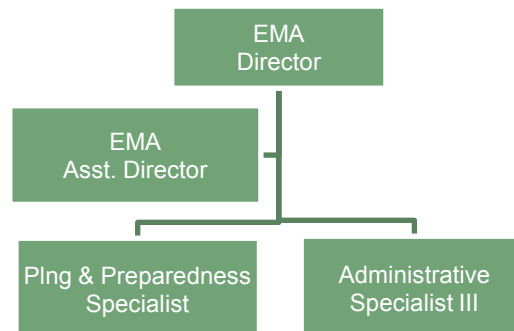 EMA
Director
EMA
Asst. Director
Plng & Preparedness
Specialist
Administrative
Specialist III